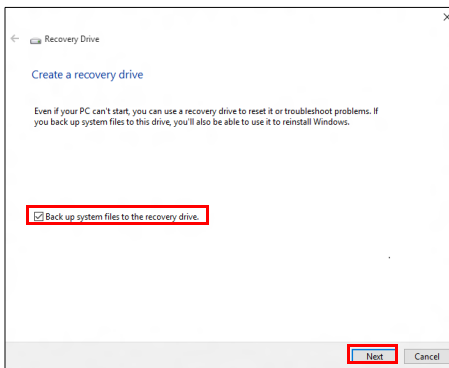 Recovery Drive
Create a recovery drive
Even if your PC can't start, you can use a recovery drive to reset it or troubleshoot problems. If
you back up system files to this drive, you'll also be able to use it to reinstall Windows.
Back up system files to the recovery drive.
Next
Cancel